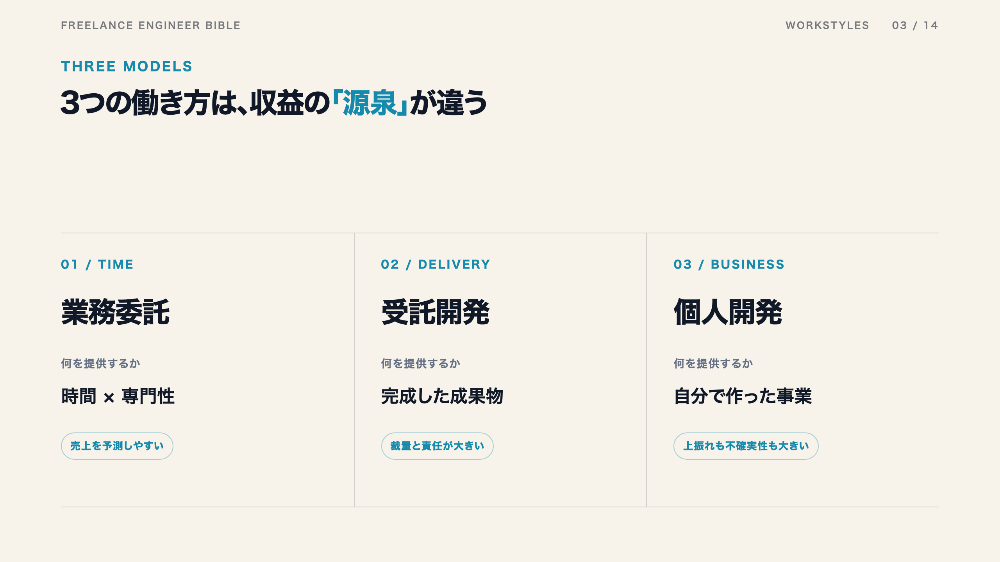 FREELANCE ENGINEER BIBLE
WORKSTYLES 03 / 14
THREE MODELS
3つの働き方は、収益の「源泉」が違う
01 / TIME
業務委託
何を提供するか
時間 × 専門性
売上を予測しやすい
02 / DELIVERY
受託開発
何を提供するか
完成した成果物
裁量と責任が大きい
03 / BUSINESS
個人開発
何を提供するか
自分で作った事業
上振れも不確実性も大きい